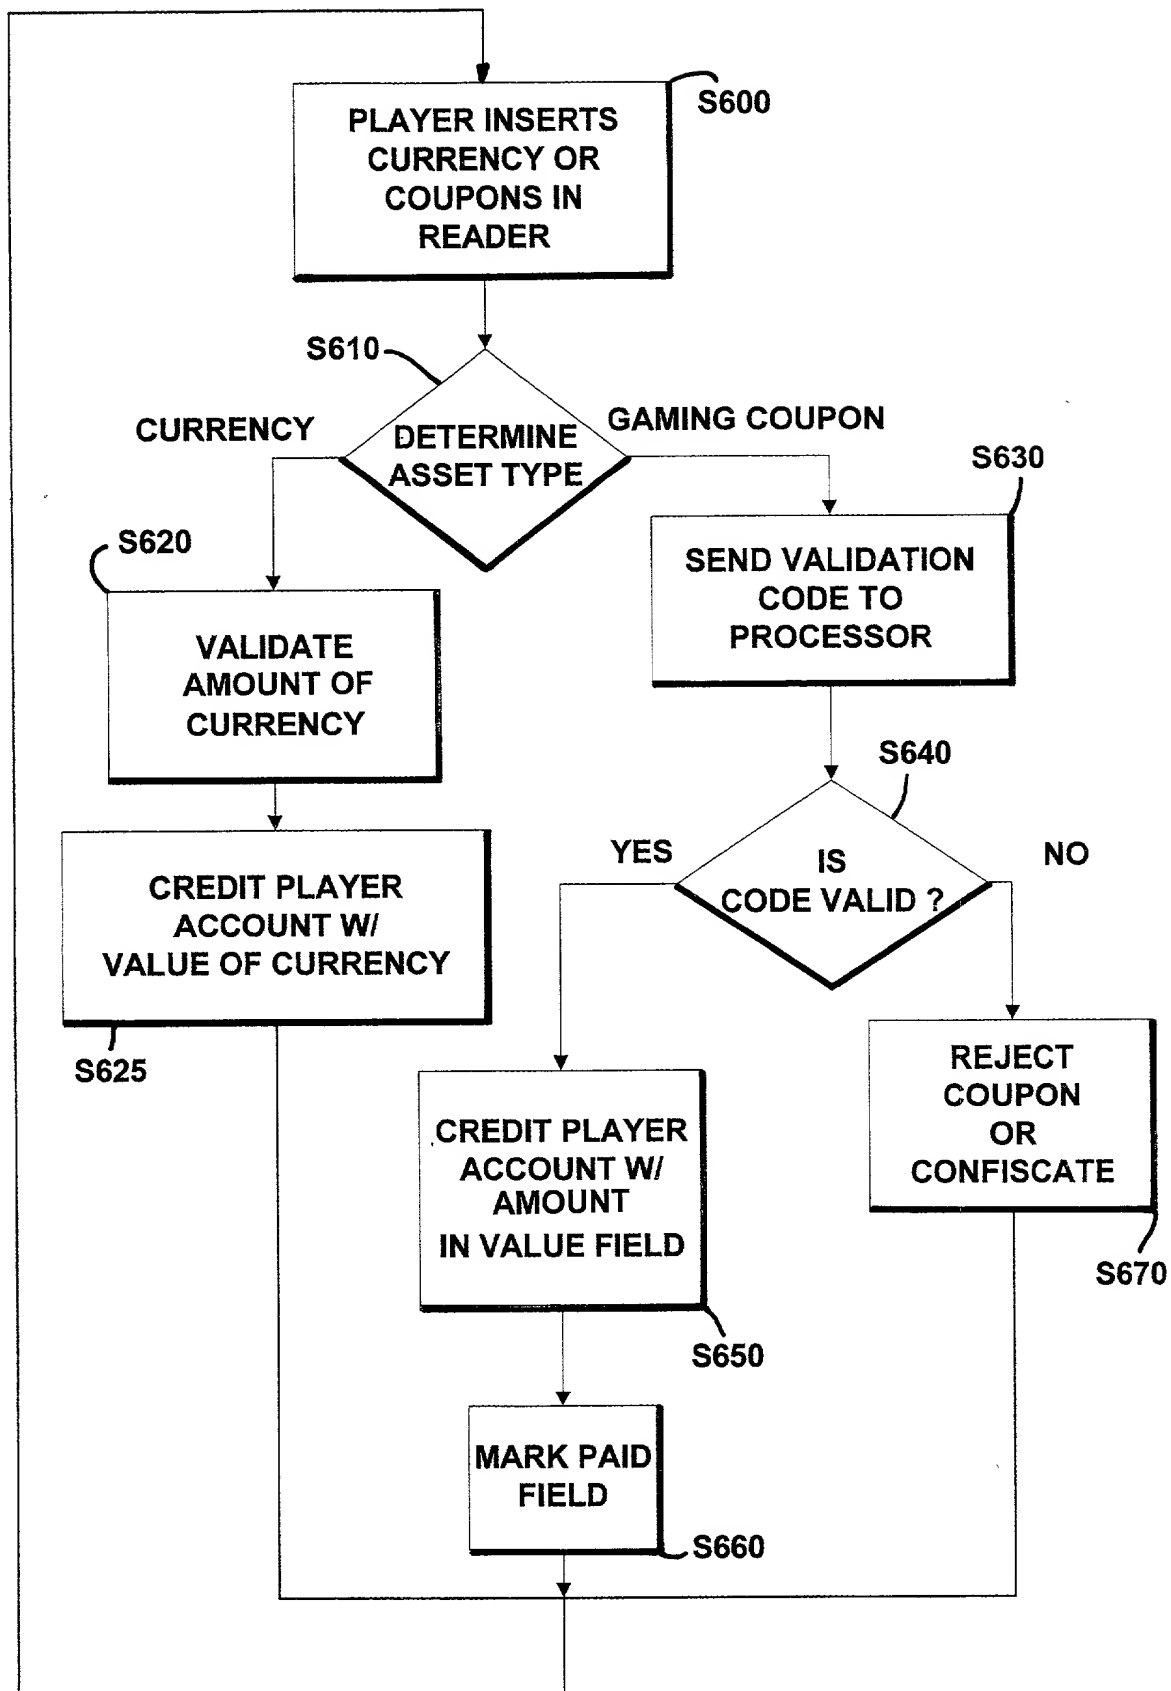 S600
PLAYER INSERTS
CURRENCY OR
COUPONS IN
READER
S610
CURRENCY
GAMING COUPON
DETERMINE
ASSET TYPE
S630
S620
SEND VALIDATION
CODE TO
PROCESSOR
VALIDATE
AMOUNT OF
CURRENCY
S640
YES
NO
IS
CODE VALID ?
CREDIT PLAYER
ACCOUNT W/
VALUE OF CURRENCY
S625
REJECT
COUPON
OR
CONFISCATE
CREDIT PLAYER
ACCOUNT W/
AMOUNT
IN VALUE FIELD
S670
S650
MARK PAID
FIELD
S660